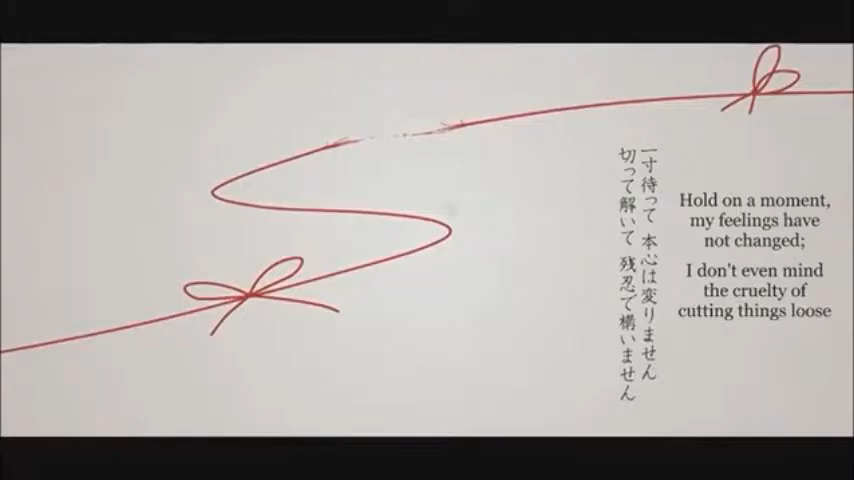 一寸待って 本心は変りません
切って解いて 残忍で構いません
Hold on a moment,
my feelings have
not changed;
I don't even mind
the cruelty of
cutting things loose